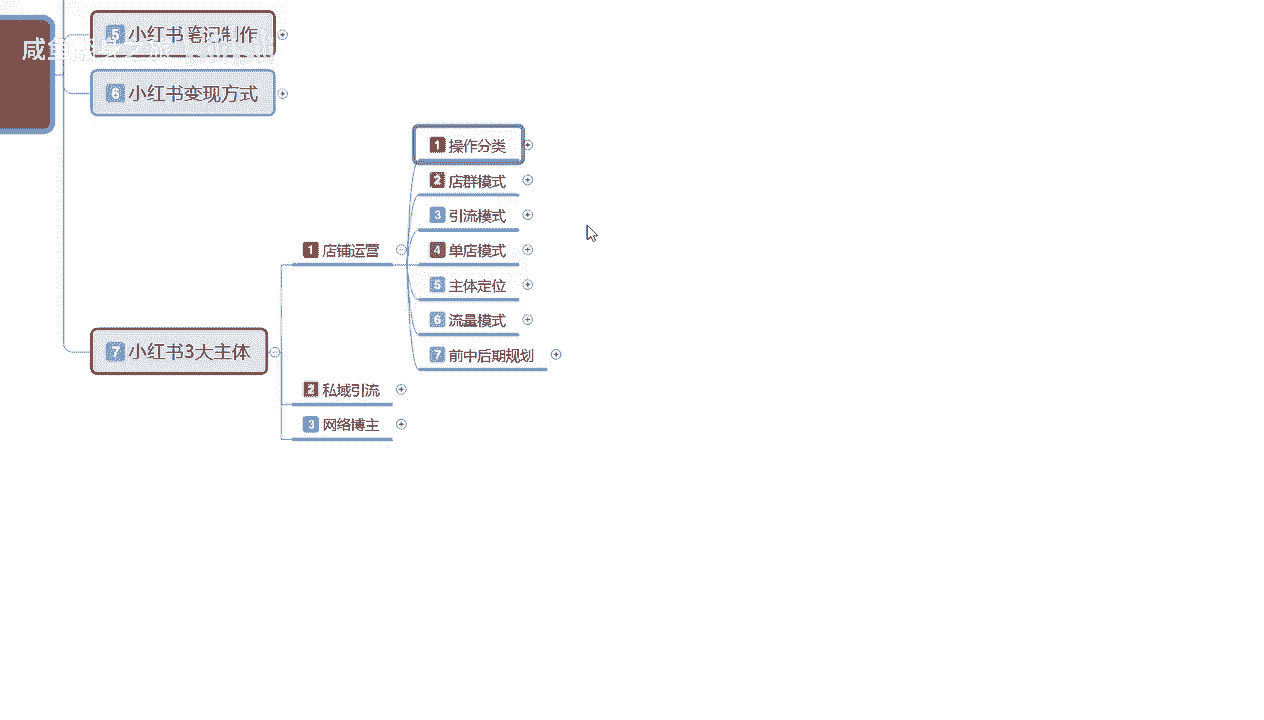 5 小红书笔记制作
咸鱼翻身之旅
6 小红书变现方式
1 操作分类
2 店群模式
3 引流模式
1 店铺运营
4 单店模式
5 主体定位
6 流量模式
7 前中后期规划
7 小红书3大主体
2 私域引流
3 网络博主